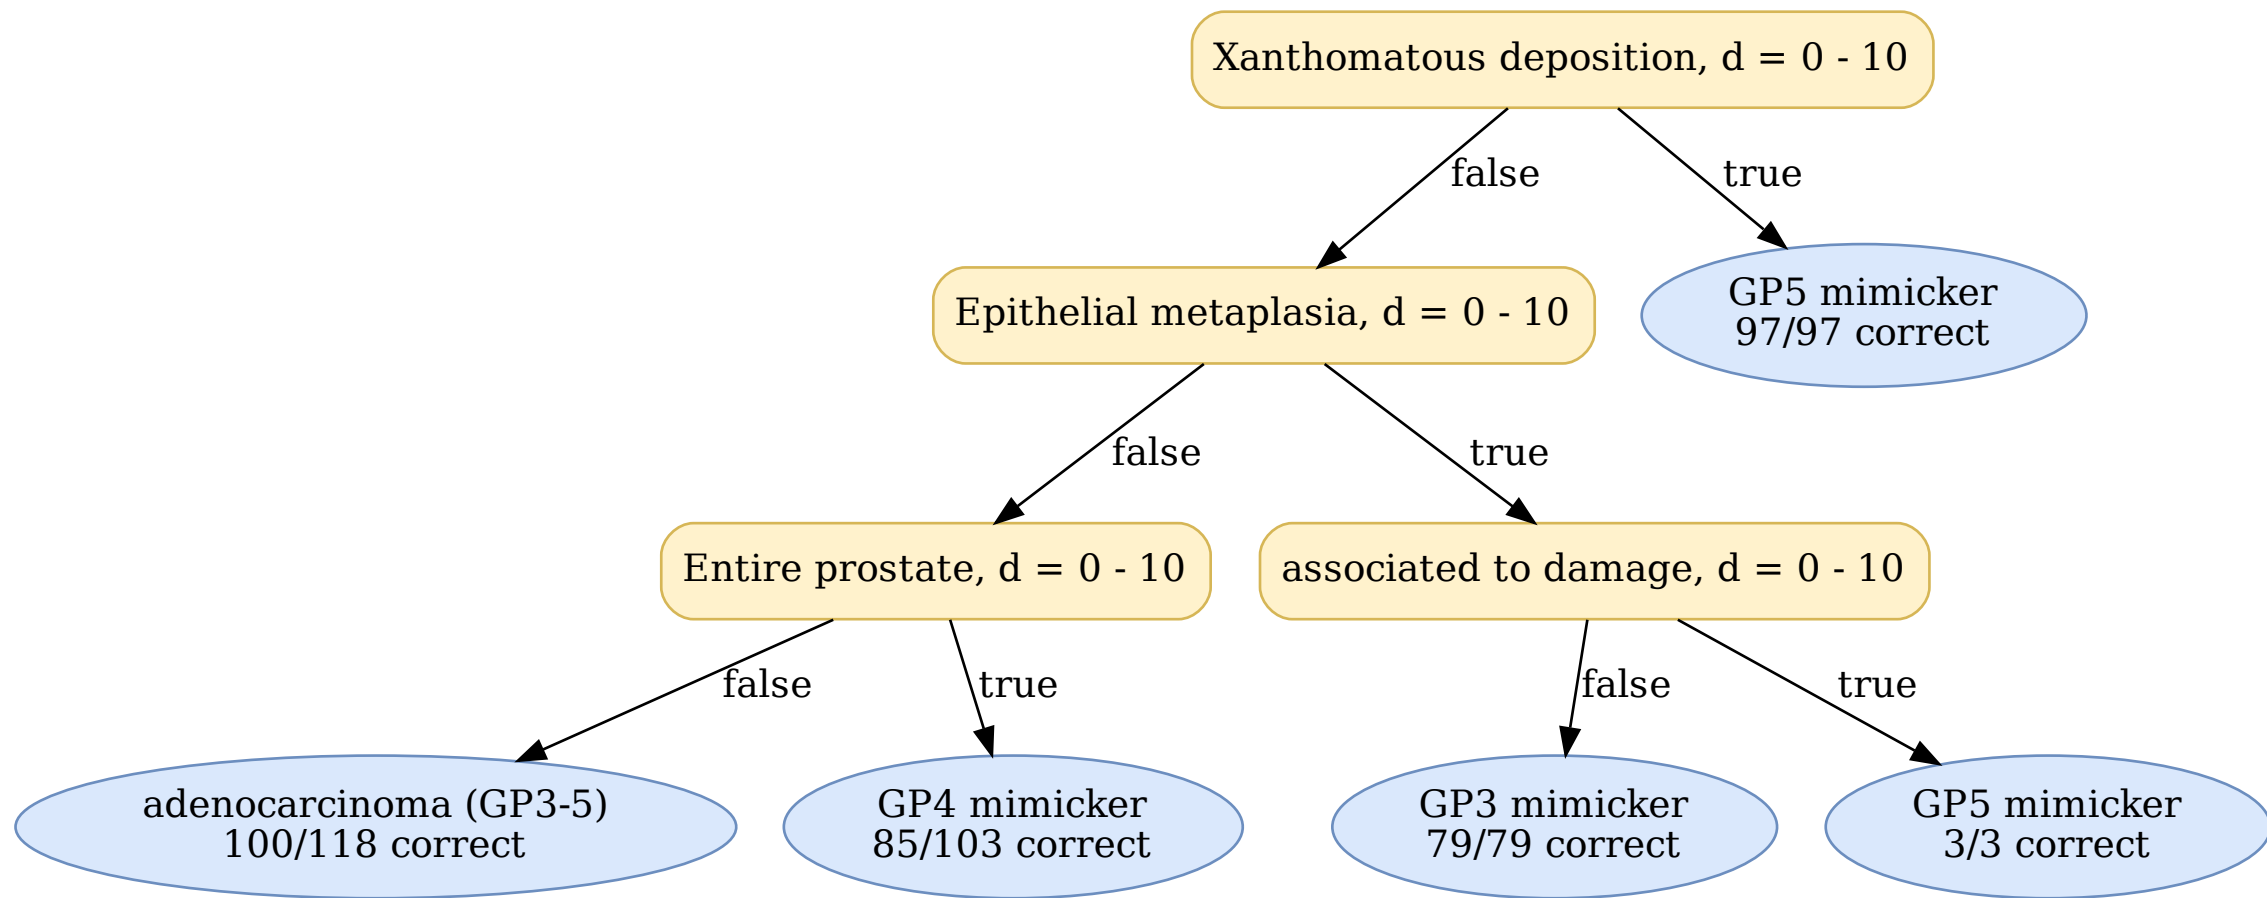 Xanthomatous deposition, d = 0 - 10
false
true
Epithelial metaplasia, d = 0 - 10
GP5 mimicker
97/97 correct
false
true
Entire prostate, d = 0 - 10
associated to damage, d = 0 - 10
false
true
false
true
adenocarcinoma (GP3-5)
100/118 correct
GP4 mimicker
85/103 correct
GP3 mimicker
79/79 correct
GP5 mimicker
3/3 correct